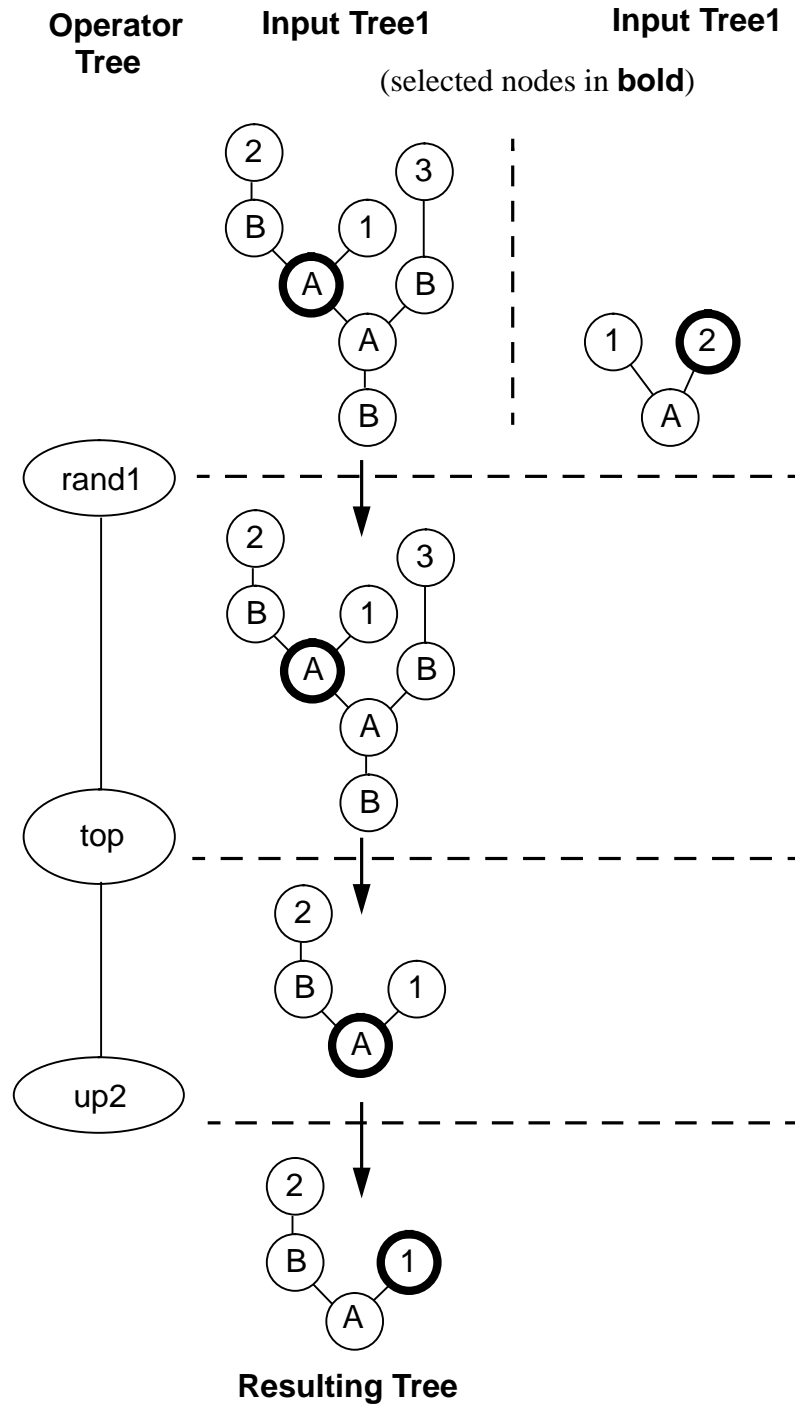 Operator Tree
Input Tree1
Input Tree1
(selected nodes in bold)
2
3
B
1
A
B
A
B
1
2
A
rand1
2
3
B
1
A
B
A
B
top
2
B
1
A
up2
2
B
1
A
Resulting Tree